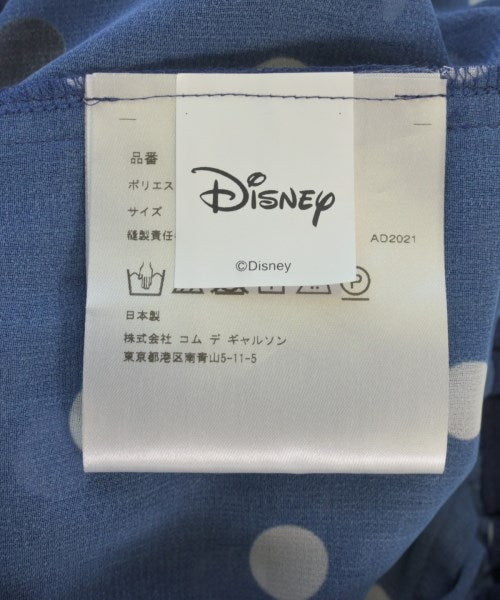 品番
ポリエス
サイズ
縫製責任
Disney
©Disney
AD2021
日本製
株式会社 コム デ ギャルソン
東京都港区南青山5-11-5